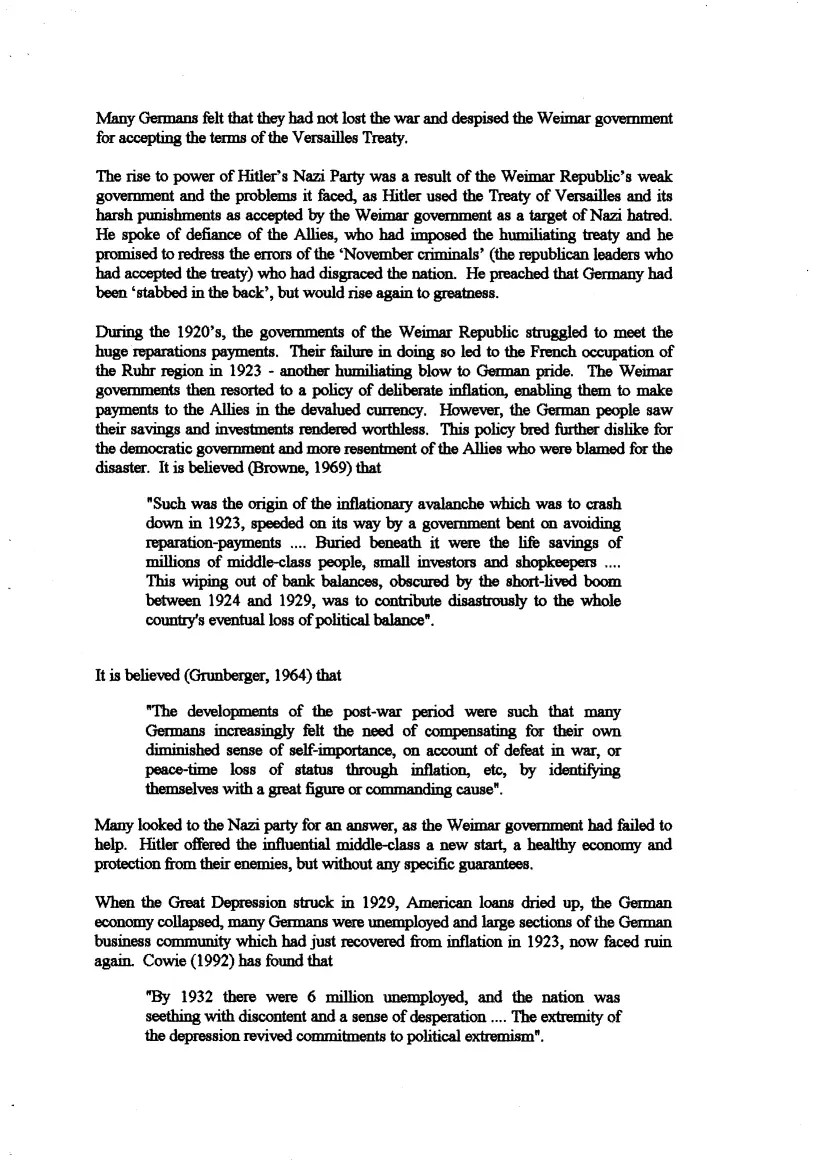 Many Germans felt that they had not lost the war and despised the Weimar government
for accepting the terms of the Versailles Treaty.
The rise to power of Hitler's Nazi Party was a result of the Weimar Republic's weak
government and the problems it faced, as Hitler used the Treaty of Versailles and its
harsh punishments as accepted by the Weimar government as a target of Nazi hatred.
He spoke of defiance of the Allies, who had imposed the humiliating treaty and he
promised to redress the errors of the 'November criminals' (the republican leaders who
had accepted the treaty) who had disgraced the nation. He preached that Germany had
been 'stabbed in the back', but would rise again to greatness.
During the 1920's, the governments of the Weimar Republic struggled to meet the
huge reparations payments. Their failure in doing so led to the French occupation of
the Ruhr region in 1923 - another humiliating blow to German pride. The Weimar
governments then resorted to a policy of deliberate inflation, enabling them to make
payments to the Allies in the devalued currency. However, the German people saw
their savings and investments rendered worthless. This policy bred further dislike for
the democratic government and more resentment of the Allies who were blamed for the
disaster. It is believed (Browne, 1969) that
"Such was the origin of the inflationary avalanche which was to crash
down in 1923, speeded on its way by a government bent on avoiding
reparation-payments .... Buried beneath it were the life savings of
millions of middle-class people, small investors and shopkeepers ....
This wiping out of bank balances, obscured by the short-lived boom
between 1924 and 1929, was to contribute disastrously to the whole
country's eventual loss of political balance".
It is believed (Grunberger, 1964) that
"The developments of the post-war period were such that many
Germans increasingly felt the need of compensating for their own
diminished sense of self-importance, on account of defeat in war, or
peace-time loss of status through inflation, etc, by identifying
themselves with a great figure or commanding cause".
Many looked to the Nazi party for an answer, as the Weimar government had failed to
help. Hitler offered the influential middle-class a new start, a healthy economy and
protection from their enemies, but without any specific guarantees.
When the Great Depression struck in 1929, American loans dried up, the German
economy collapsed, many Germans were unemployed and large sections of the German
business community which had just recovered from inflation in 1923, now faced ruin
again. Cowie (1992) has found that
"By 1932 there were 6 million unemployed, and the nation was
seething with discontent and a sense of desperation .... The extremity of
the depression revived commitments to political extremism".